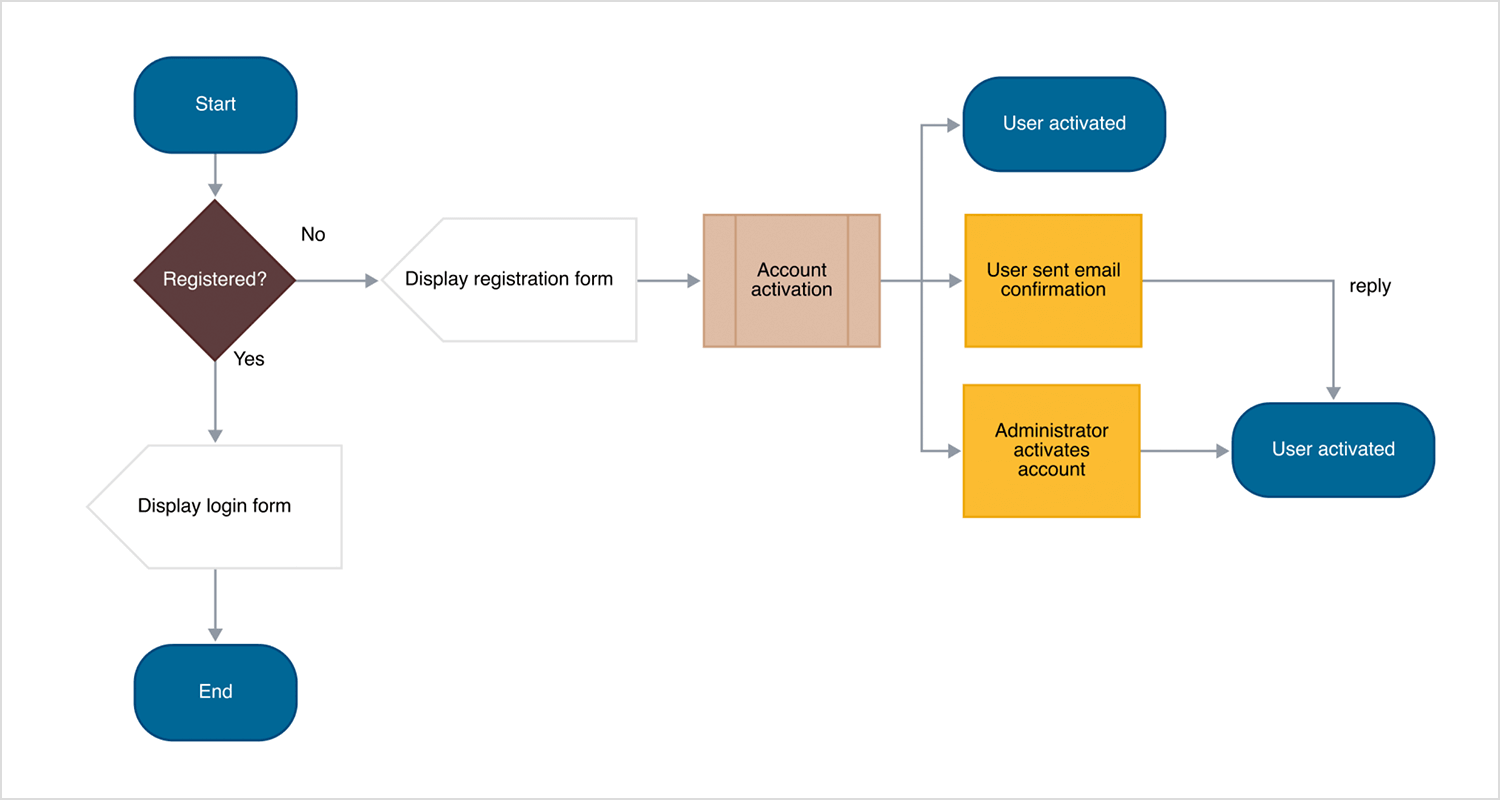 Start
User activated
No
Registered?
Display registration form
Account
activation
User sent email
confirmation
reply
Yes
Administrator
activates
account
User activated
Display login form
End